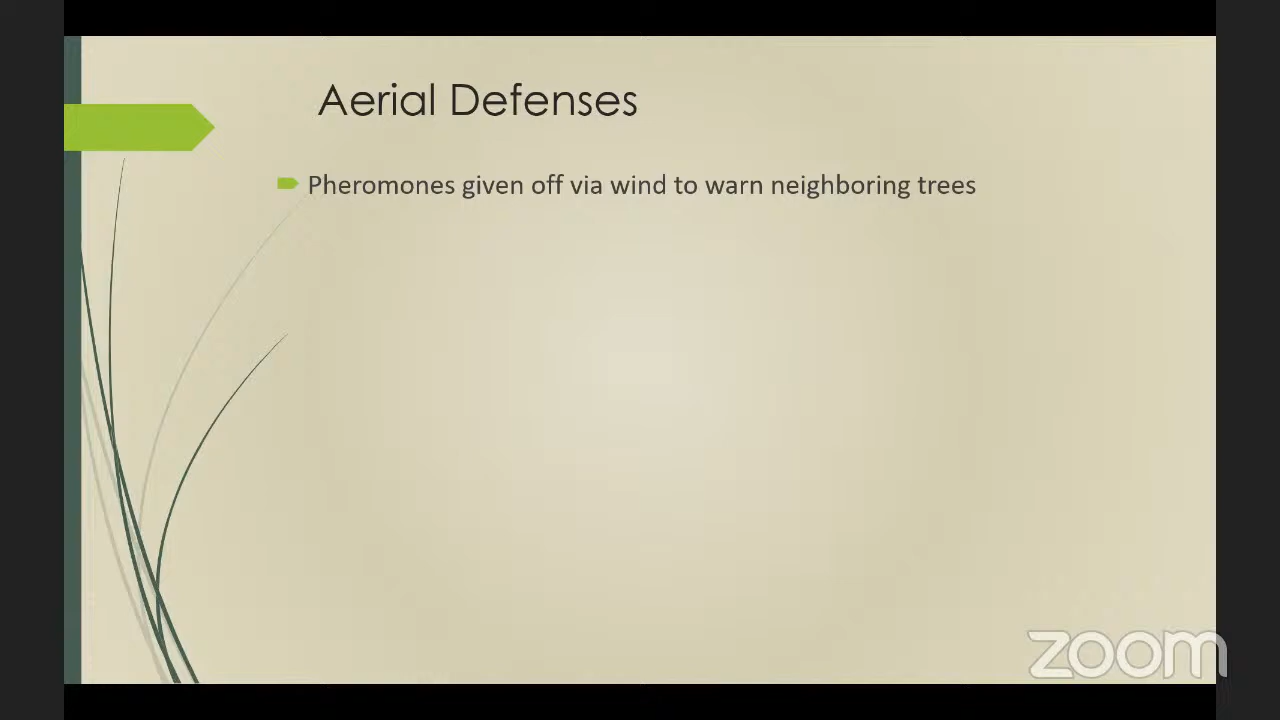 Aerial Defenses
Pheromones given off via wind to warn neighboring trees
zoom